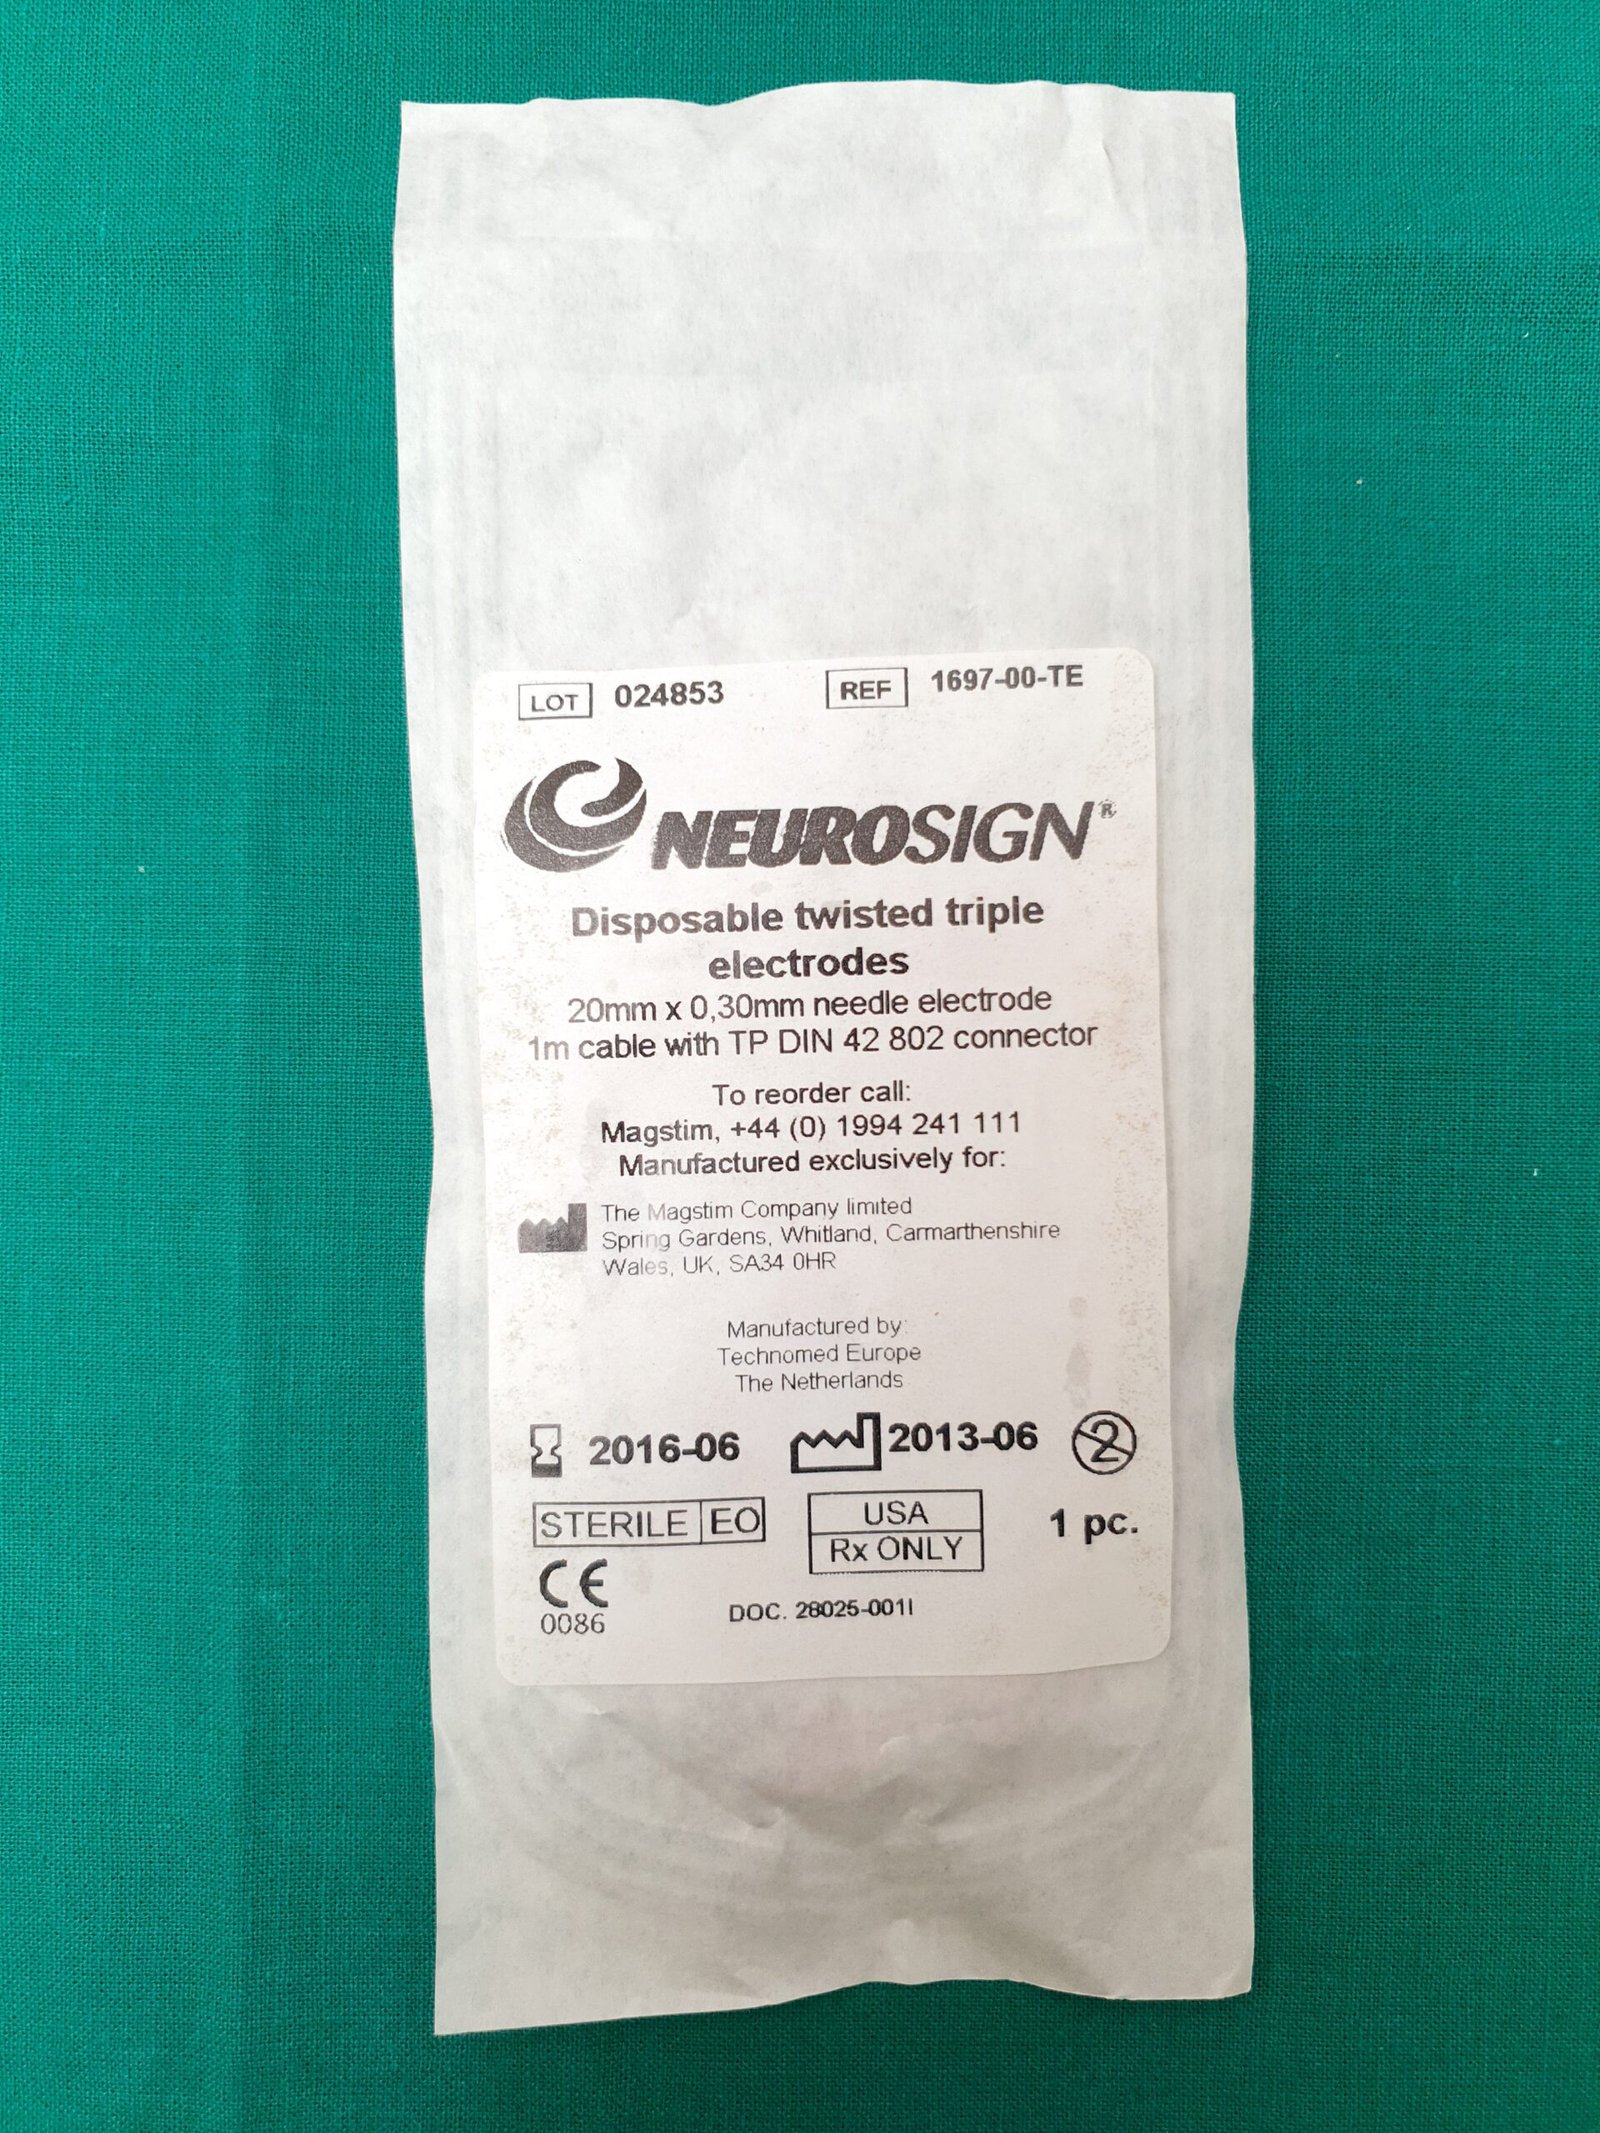 LOT 024853 REF 1697-00-TE
NEUROSIGN®
Disposable twisted triple
electrodes
20mm x 0,30mm needle electrode
1m cable with TP DIN 42 802 connector
To reorder call:
Magstim, +44 (0) 1994 241 111
Manufactured exclusively for:
The Magstim Company limited
Spring Gardens, Whitland, Carmarthenshire
Wales, UK, SA34 0HR
Manufactured by:
Technomed Europe
The Netherlands
2016-06 2013-06 2
STERILE EO USA 1 pc.
Rx ONLY
CE
0086 DOC. 28025-001I